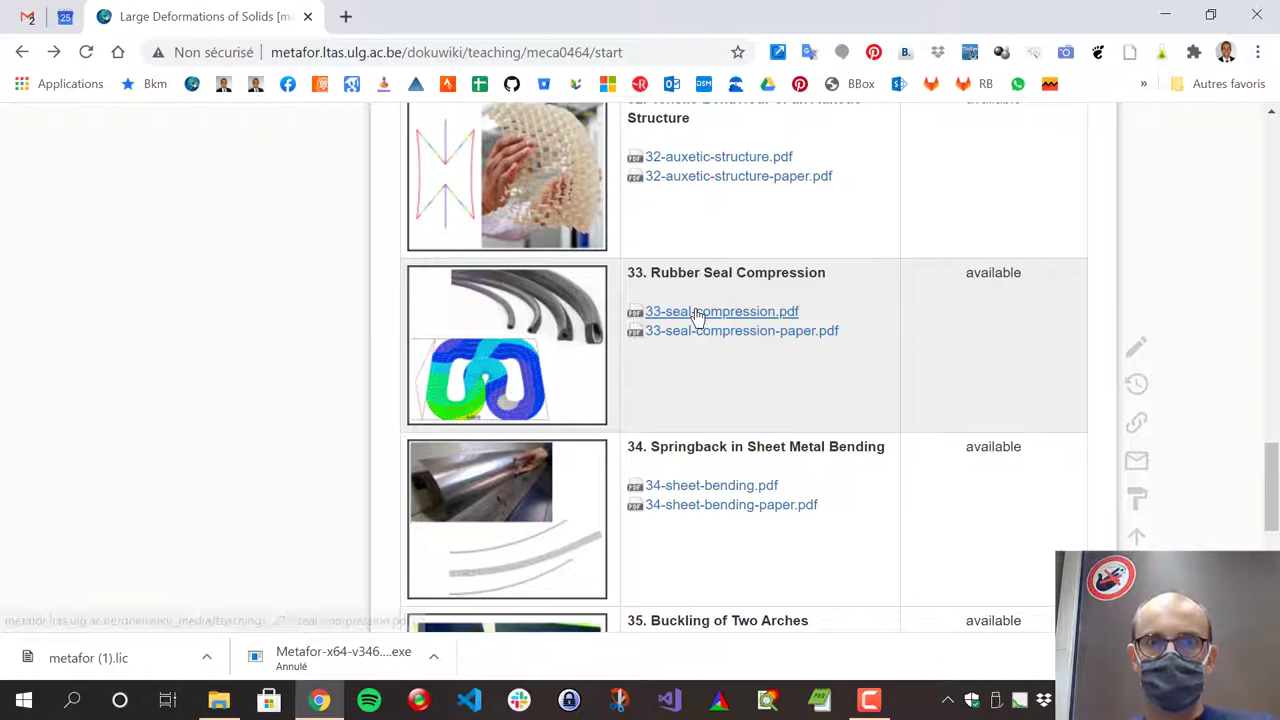 Large Deformations of Solids [m
Non sécurisé
metafor.ltas.ulg.ac.be/dokuwiki/teaching/meca0464/start
Applications
Bkm
BBox
RB
»
Autres favoris
Structure
32-auxetic-structure.pdf
32-auxetic-structure-paper.pdf
33. Rubber Seal Compression
available
33-seal-compression.pdf
33-seal-compression-paper.pdf
34. Springback in Sheet Metal Bending
available
34-sheet-bending.pdf
34-sheet-bending-paper.pdf
35. Buckling of Two Arches
available
metafor (1).lic
Metafor-x64-v346....exe
Annulé